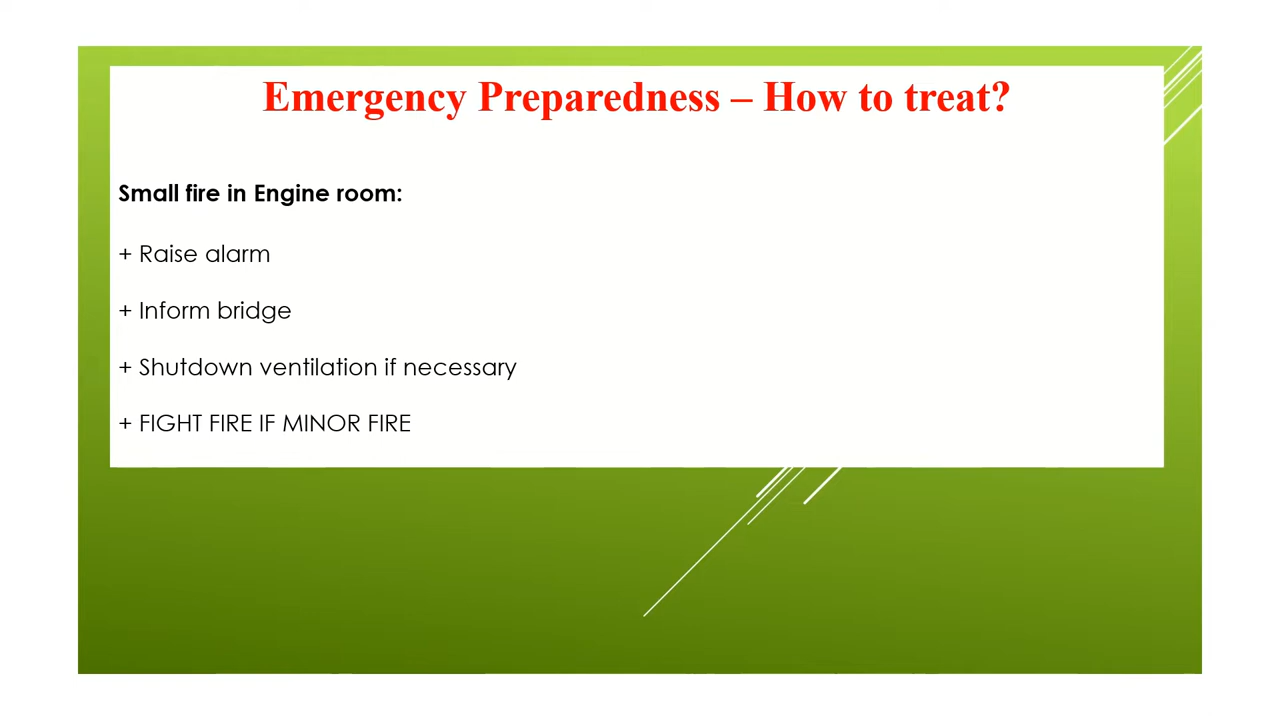 Emergency Preparedness – How to treat?
Small fire in Engine room:
+ Raise alarm
+ Inform bridge
+ Shutdown ventilation if necessary
+ FIGHT FIRE IF MINOR FIRE